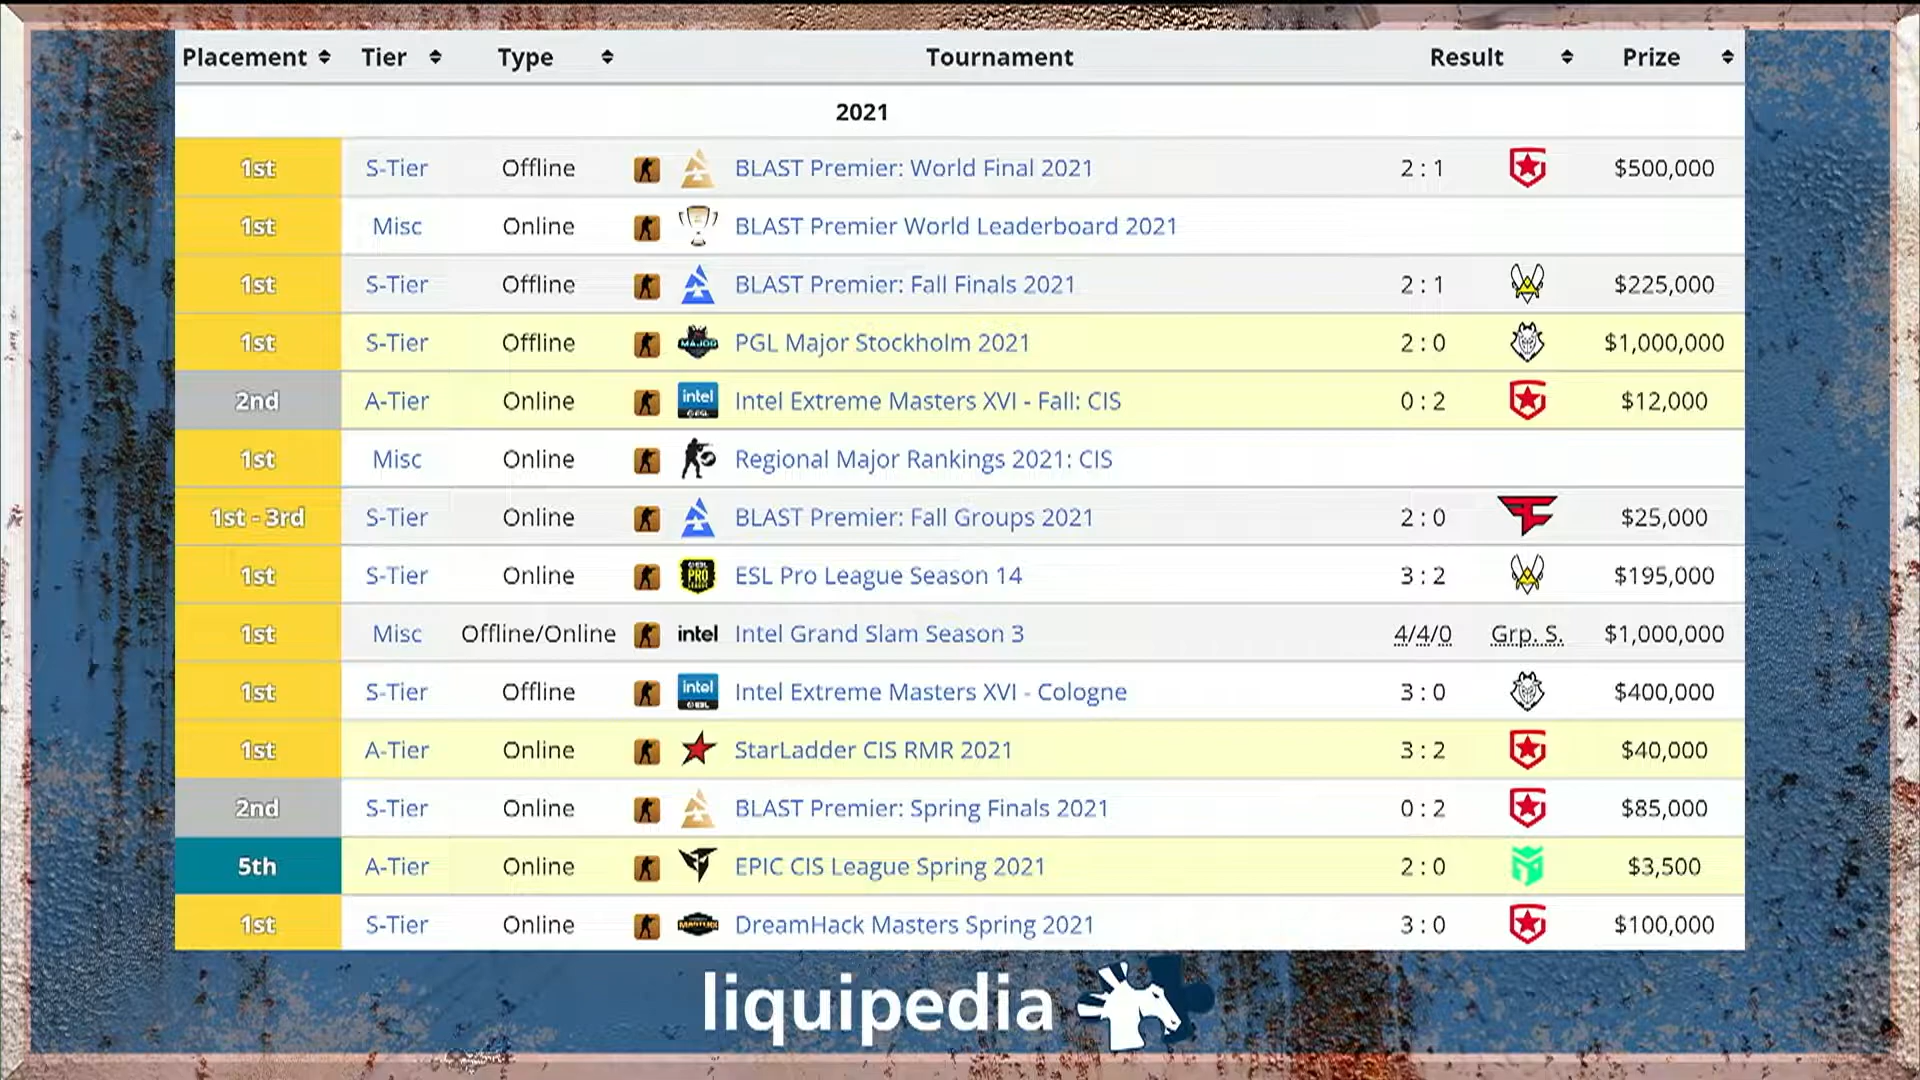 Placement Tier Type Tournament Result Prize
2021
1st S-Tier Offline BLAST Premier: World Final 2021 2 : 1 $500,000
1st Misc Online BLAST Premier World Leaderboard 2021
1st S-Tier Offline BLAST Premier: Fall Finals 2021 2 : 1 $225,000
1st S-Tier Offline MAJOR PGL Major Stockholm 2021 2 : 0 $1,000,000
2nd A-Tier Online intel ESL Intel Extreme Masters XVI - Fall: CIS 0 : 2 $12,000
1st Misc Online Regional Major Rankings 2021: CIS
1st - 3rd S-Tier Online BLAST Premier: Fall Groups 2021 2 : 0 $25,000
1st S-Tier Online ESL PRO LEAGUE ESL Pro League Season 14 3 : 2 $195,000
1st Misc Offline/Online intel Intel Grand Slam Season 3 4/4/0 Grp. S. $1,000,000
1st S-Tier Offline intel ESL Intel Extreme Masters XVI - Cologne 3 : 0 $400,000
1st A-Tier Online StarLadder CIS RMR 2021 3 : 2 $40,000
2nd S-Tier Online BLAST Premier: Spring Finals 2021 0 : 2 $85,000
5th A-Tier Online EPIC CIS League Spring 2021 2 : 0 $3,500
1st S-Tier Online MASTERS DreamHack Masters Spring 2021 3 : 0 $100,000
liquipedia